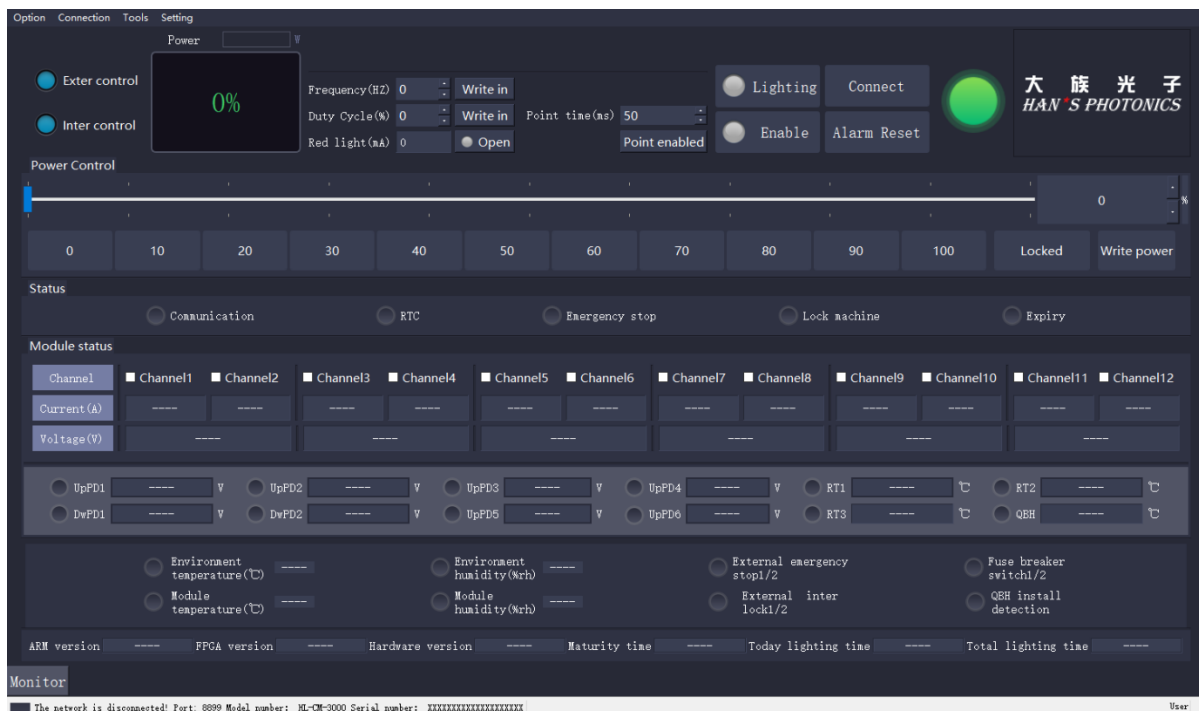 Option Connection Tools Setting
Power W
大族光子
HAN'S PHOTONICS
Exter control
Inter control
0%
Frequency(HZ) 0 Write in
Duty Cycle(%) 0 Write in Point time(ms) 50
Red light(mA) 0 Open Point enabled
Lighting Connect
Enable Alarm Reset
Power Control
0 %
0 10 20 30 40 50 60 70 80 90 100 Locked Write power
Status
Communication RTC Emergency stop Lock machine Expiry
Module status
Channel Channel1 Channel2 Channel3 Channel4 Channel5 Channel6 Channel7 Channel8 Channel9 Channel10 Channel11 Channel12
Current(A) ---- ---- ---- ---- ---- ---- ---- ---- ---- ---- ---- ----
Voltage(V) ---- ---- ---- ---- ---- ----
UpPD1 ---- V UpPD2 ---- V UpPD3 ---- V UpPD4 ---- V RT1 ---- ℃ RT2 ---- ℃
DwPD1 ---- V DwPD2 ---- V UpPD5 ---- V UpPD6 ---- V RT3 ---- ℃ QBH ---- ℃
Environment temperature(℃) ---- Environment humidity(%rh) ---- External emergency stop1/2 Fuse breaker switch1/2
Module temperature(℃) ---- Module humidity(%rh) ---- External inter lock1/2 QBH install detection
ARM version ---- FPGA version ---- Hardware version ---- Maturity time ---- Today lighting time ---- Total lighting time ----
Monitor
The network is disconnected! Port: 8899 Model number: HL-CM-3000 Serial number: XXXXXXXXXXXXXXXXXXXX User